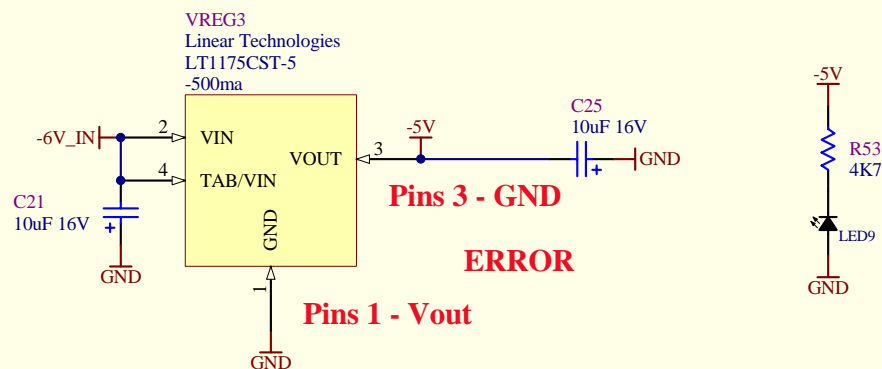 VREG3
Linear Technologies
LT1175CST-5
-500ma
-6V_IN
2
VIN
4
TAB/VIN
VOUT
3
GND
1
GND
C21
10uF 16V
+
GND
-5V
C25
10uF 16V
+
GND
Pins 3 - GND
ERROR
Pins 1 - Vout
-5V
R53
4K7
LED9
GND